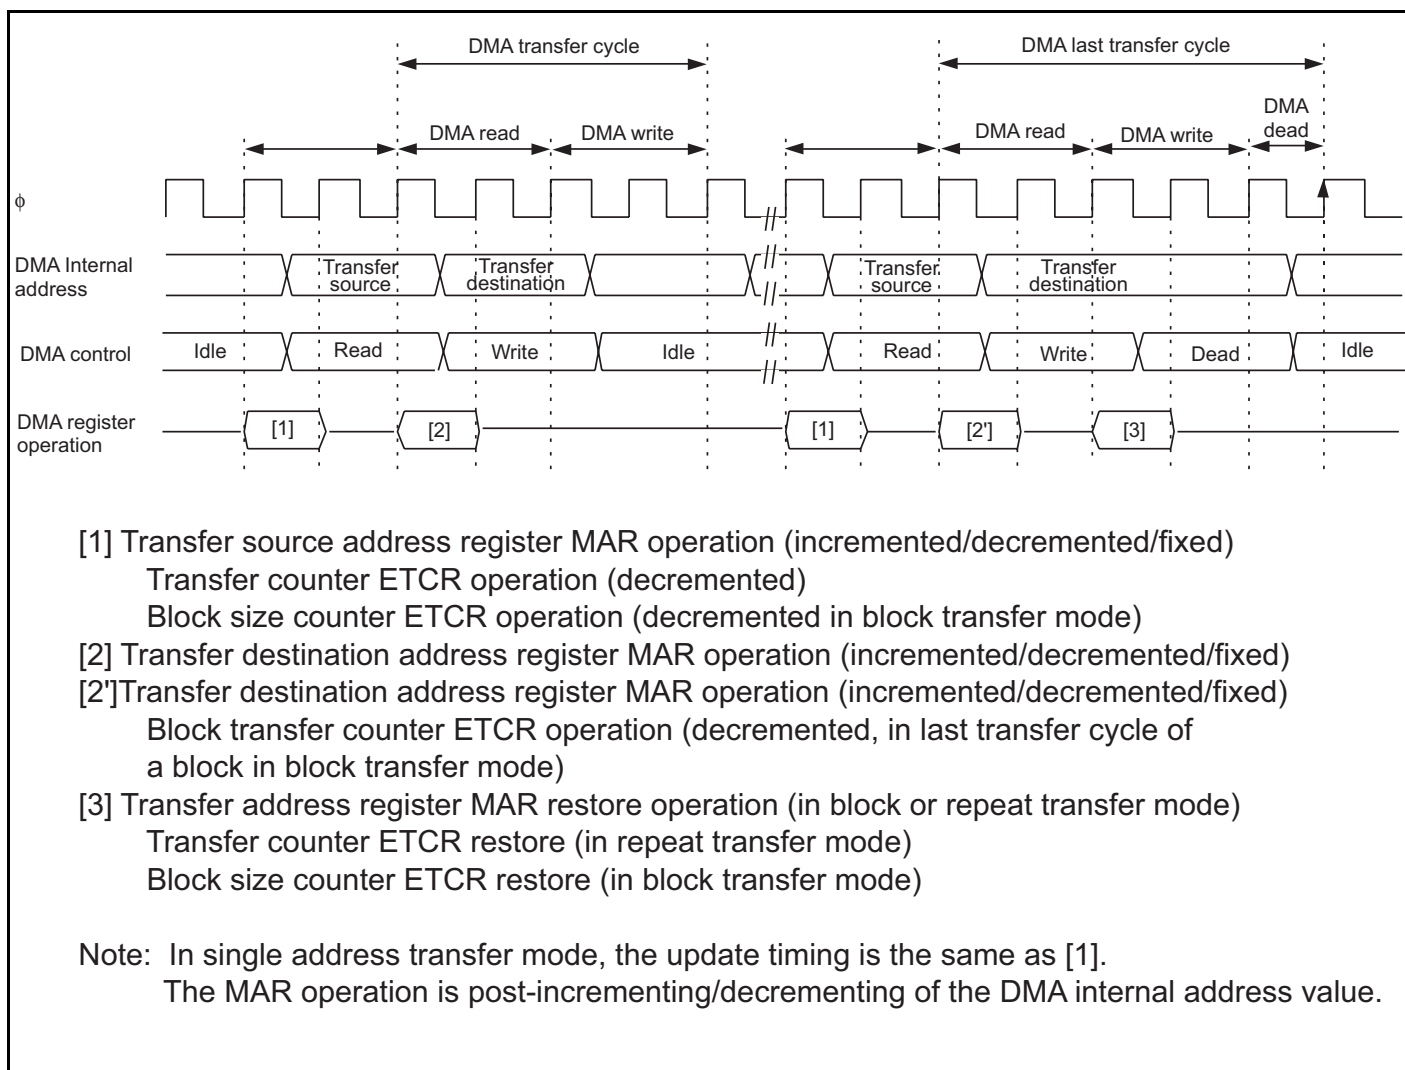 DMA transfer cycle
DMA last transfer cycle
DMA read
DMA write
DMA read
DMA write
DMA
dead
ϕ
DMA Internal
address
Transfer
source
Transfer
destination
Transfer
source
Transfer
destination
DMA control
Idle
Read
Write
Idle
Read
Write
Dead
Idle
DMA register
operation
[1]
[2]
[1]
[2']
[3]
[1] Transfer source address register MAR operation (incremented/decremented/fixed)
Transfer counter ETCR operation (decremented)
Block size counter ETCR operation (decremented in block transfer mode)
[2] Transfer destination address register MAR operation (incremented/decremented/fixed)
[2']Transfer destination address register MAR operation (incremented/decremented/fixed)
Block transfer counter ETCR operation (decremented, in last transfer cycle of
a block in block transfer mode)
[3] Transfer address register MAR restore operation (in block or repeat transfer mode)
Transfer counter ETCR restore (in repeat transfer mode)
Block size counter ETCR restore (in block transfer mode)
Note: In single address transfer mode, the update timing is the same as [1].
The MAR operation is post-incrementing/decrementing of the DMA internal address value.